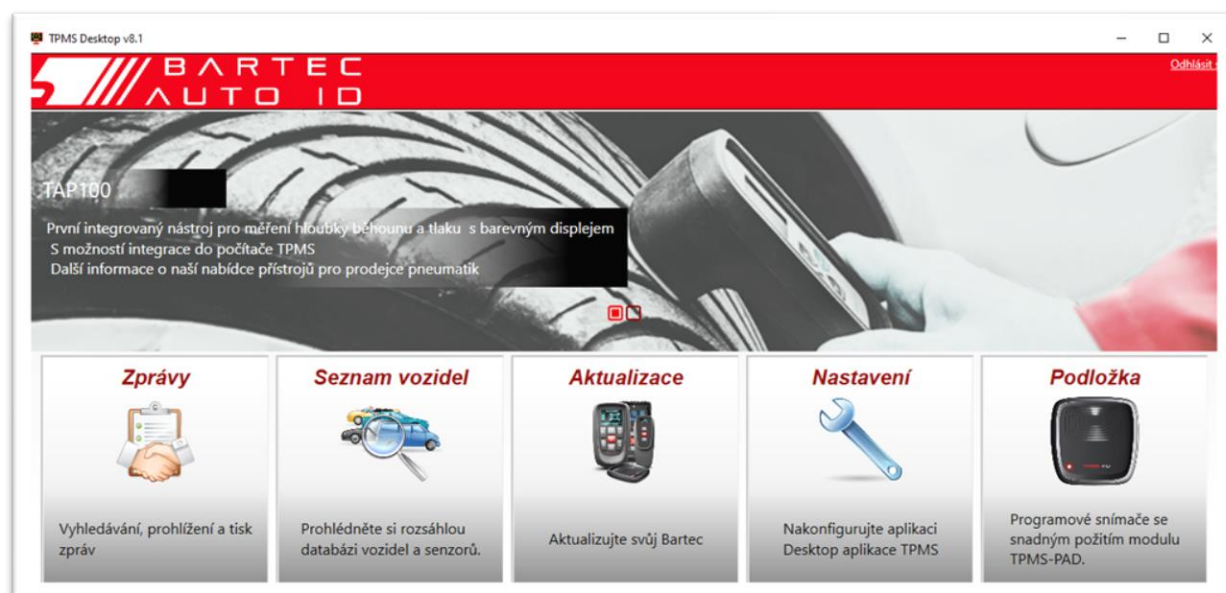 TPMS Desktop v8.1
BARTEC
AUTO ID
Odhlásit s
TAP100
První integrovaný nástroj pro měření hloubky běhounu a tlaku s barevným displejem
S možností integrace do počítače TPMS
Další informace o naší nabídce přístrojů pro prodejce pneumatik
Zprávy
Vyhledávání, prohlížení a tisk
zpráv
Seznam vozidel
Prohlédněte si rozsáhlou
databázi vozidel a senzorů.
Aktualizace
Aktualizujte svůj Bartec
Nastavení
Nakonfigurujte aplikaci
Desktop aplikace TPMS
Podložka
Programové snímače se
snadným požitím modulu
TPMS-PAD.